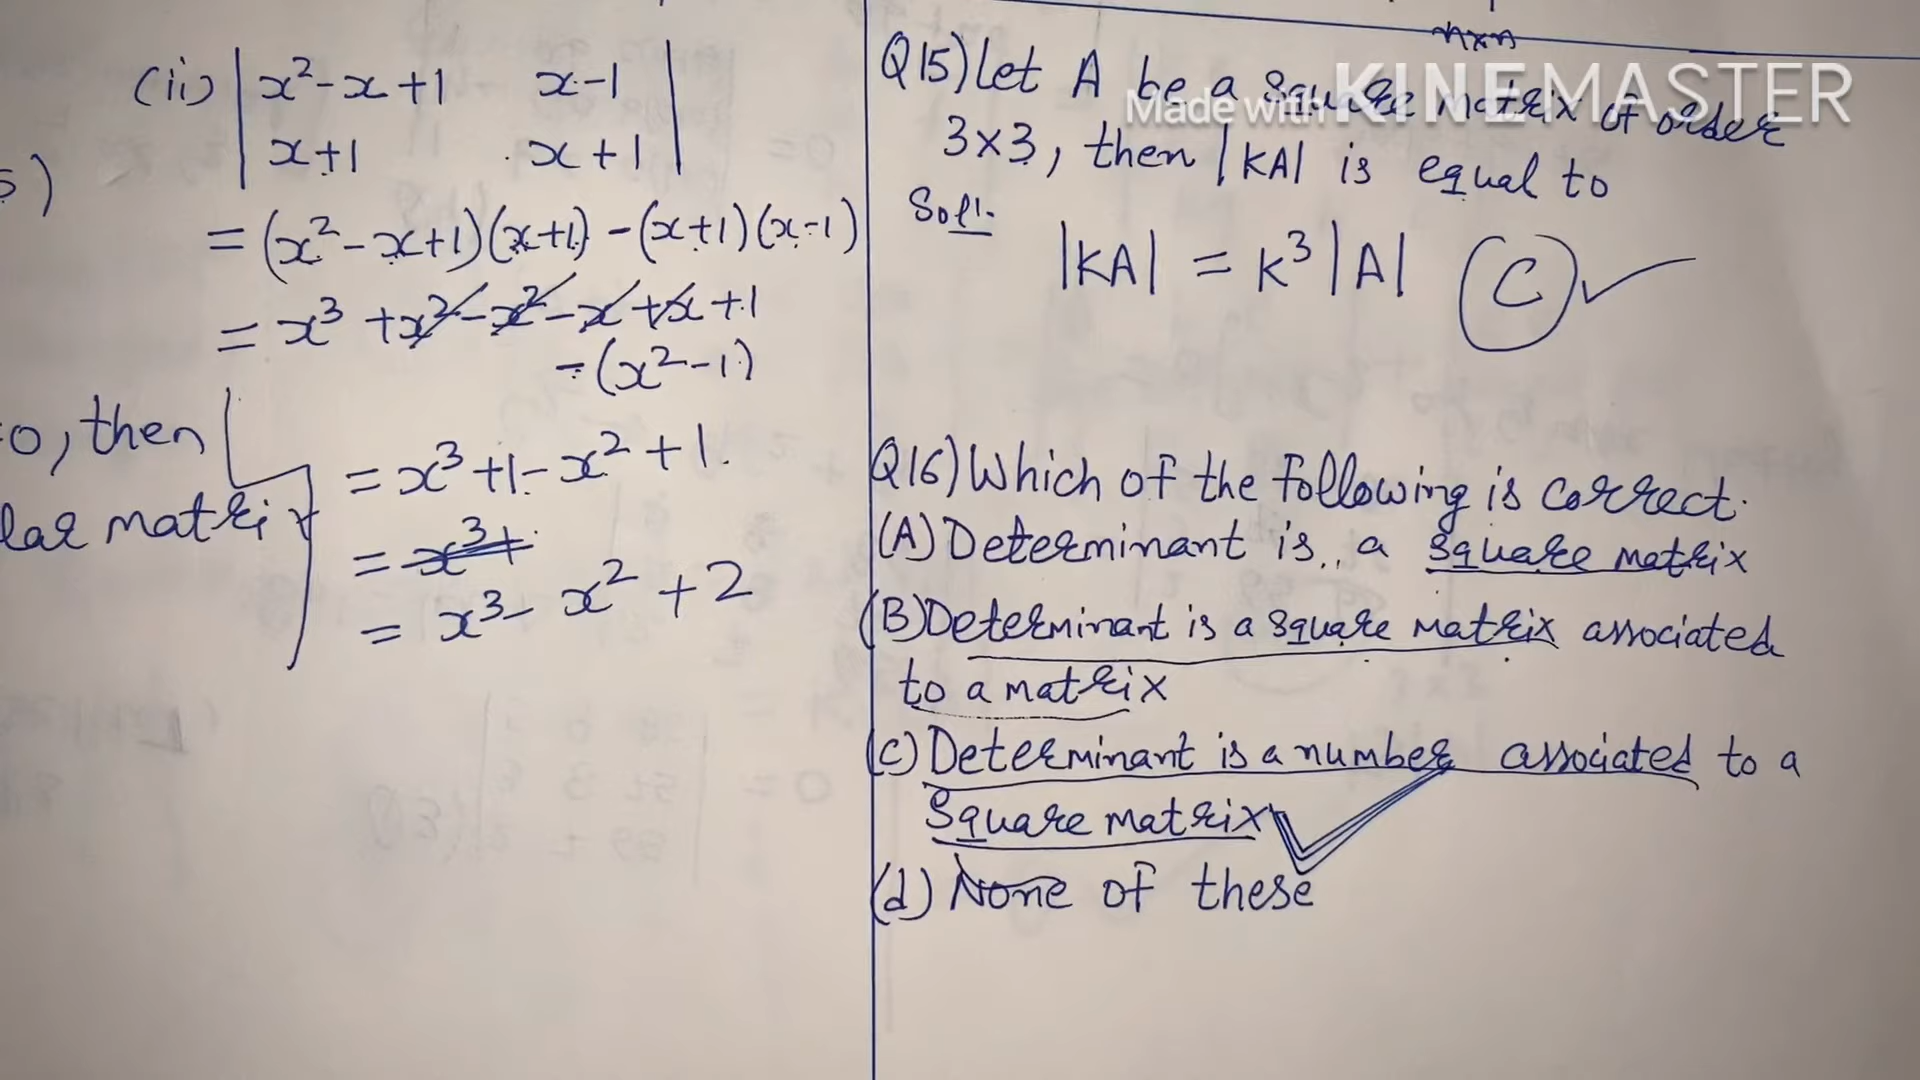 (ii) | x²-x+1 x-1 |
| x+1 x+1 |
5)
= (x²-x+1)(x+1) - (x+1)(x-1)
= x³ + x² - x² - x + x + 1
- (x²-1)
=0, then
= x³+1-x²+1.
lar matrix
= x³+
= x³ - x² + 2
n×n
Q15) Let A be a square matrix of order
Made with KINEMASTER
3×3, then |KA| is equal to
Sol.
|KA| = K³|A| C ✓
Q16) Which of the following is correct.
(A) Determinant is a square matrix
(B) Determinant is a square matrix associated
to a matrix
(C) Determinant is a number associated to a
Square matrix ✓
(d) None of these